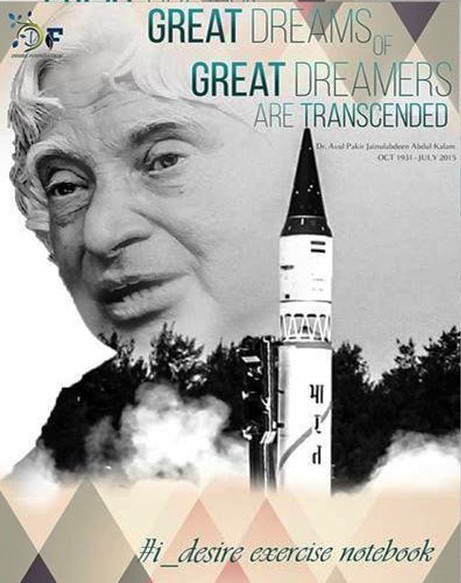 GREAT DREAMS
OF
GREAT DREAMERS
ARE TRANSCENDED
Dr. Avul Pakir Jainulabdeen Abdul Kalam
OCT 1931-JULY 2015
#i_desire exercise notebook